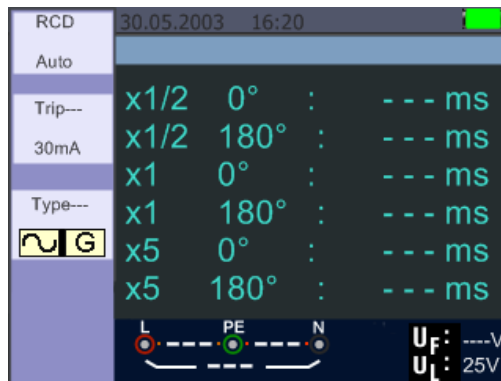 RCD
30.05.2003 16:20
Auto
Trip---
30mA
Type---
G
x1/2 0° : - - - ms
x1/2 180° : - - - ms
x1 0° : - - - ms
x1 180° : - - - ms
x5 0° : - - - ms
x5 180° : - - - ms
L PE N
UF: ----V
UL: 25V